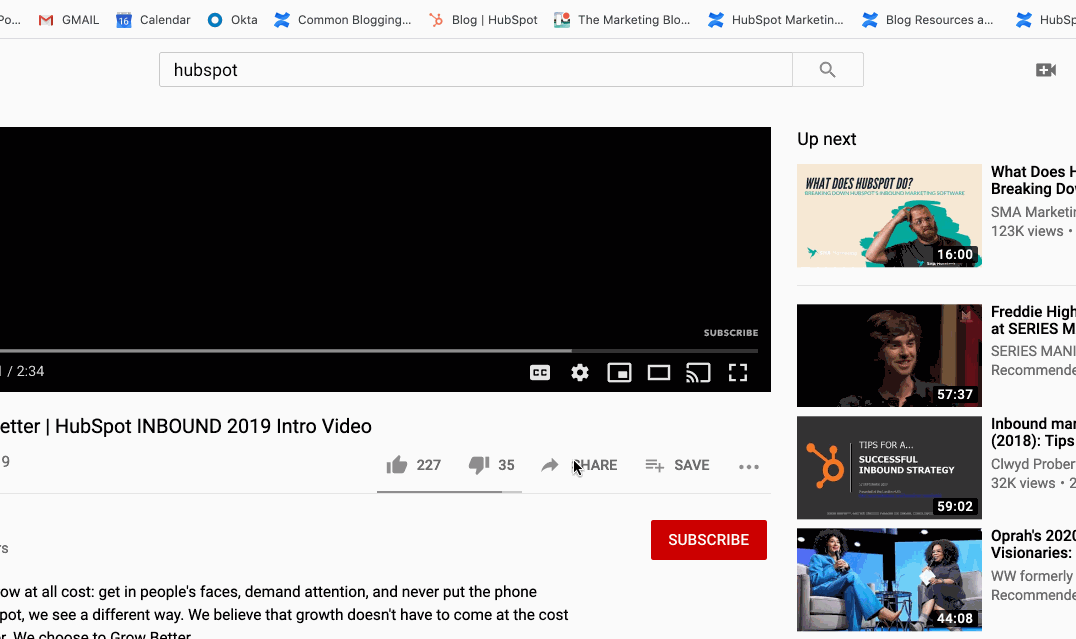 Po... GMAIL 16 Calendar Okta Common Blogging... Blog | HubSpot The Marketing Blo... HubSpot Marketin... Blog Resources a... HubSp
hubspot
Up next
WHAT DOES HUBSPOT DO?
BREAKING DOWN HUBSPOT'S INBOUND MARKETING SOFTWARE
16:00
What Does H
Breaking Do
SMA Marketin
123K views •
SUBSCRIBE
/ 2:34
CC
Freddie High
at SERIES M
SERIES MANI
Recommende
57:37
etter | HubSpot INBOUND 2019 Intro Video
9
227 35 SHARE SAVE
TIPS FOR A...
SUCCESSFUL
INBOUND STRATEGY
59:02
Inbound mar
(2018): Tips
Clwyd Prober
32K views • 2
rs
SUBSCRIBE
Oprah's 2020
Visionaries:
WW formerly
Recommende
44:08
ow at all cost: get in people's faces, demand attention, and never put the phone
pot, we see a different way. We believe that growth doesn't have to come at the cost
r. We choose to Grow Better.